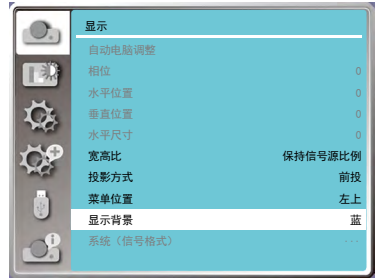 显示
自动电脑调整
相位 0
水平位置 0
垂直位置 0
水平尺寸 0
宽高比 保持信号源比例
投影方式 前投
菜单位置 左上
显示背景 蓝
系统（信号格式） ---